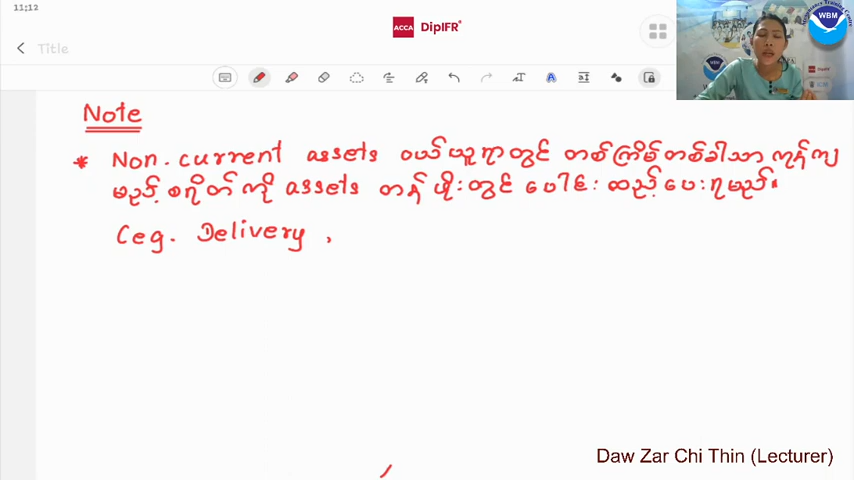 11:12
ACCA DipIFR
Title
WBM
Note
* Non-current assets ဝယ်ယူရာတွင် တစ်ကြိမ်တစ်ခါသာ ကုန်ကျ
မည့် စရိတ်ကို assets တန်ဖိုးတွင် ပေါင်းထည့်ပေးရမည်။
(eg. Delivery ,
Daw Zar Chi Thin (Lecturer)